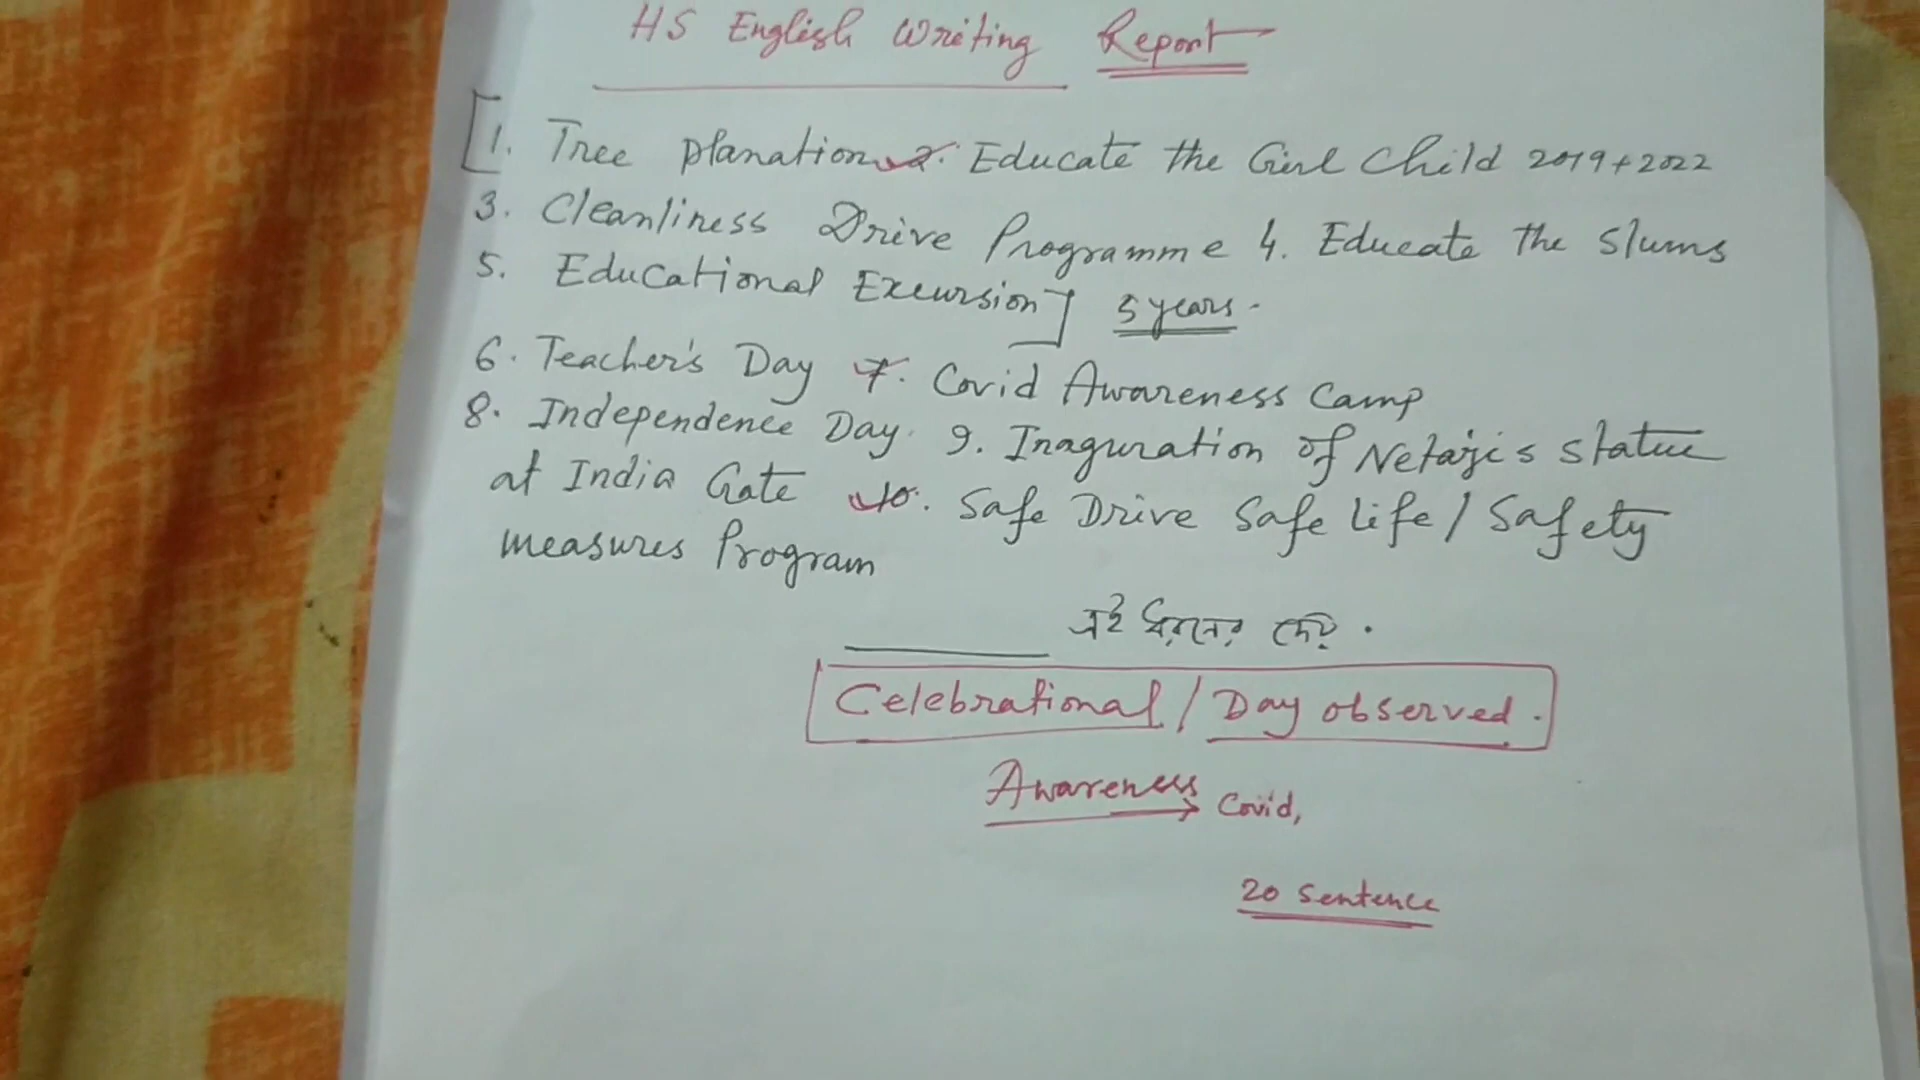 HS English Writing Report
1. Tree planation 2. Educate the Girl Child 2019+2022
3. Cleanliness Drive Programme 4. Educate the Slums
5. Educational Excursion] 5 years.
6. Teacher's Day 7. Covid Awareness Camp
8. Independence Day. 9. Inaguration of Netaji's statue
at India Gate 10. Safe Drive Safe Life / Safety
measures Program
এই ধরনের দেয়.
Celebrational / Day observed.
Awareness → Covid,
20 Sentence